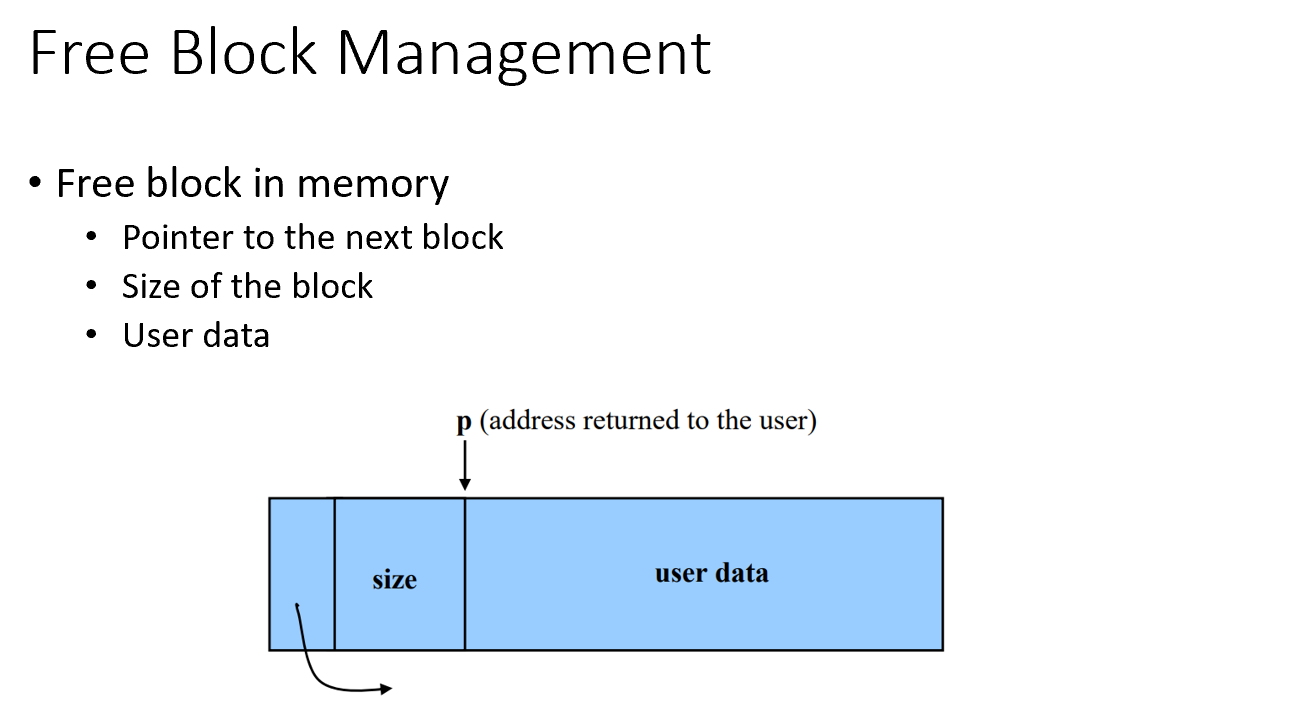 Free Block Management
• Free block in memory
• Pointer to the next block
• Size of the block
• User data
p (address returned to the user)
size
user data